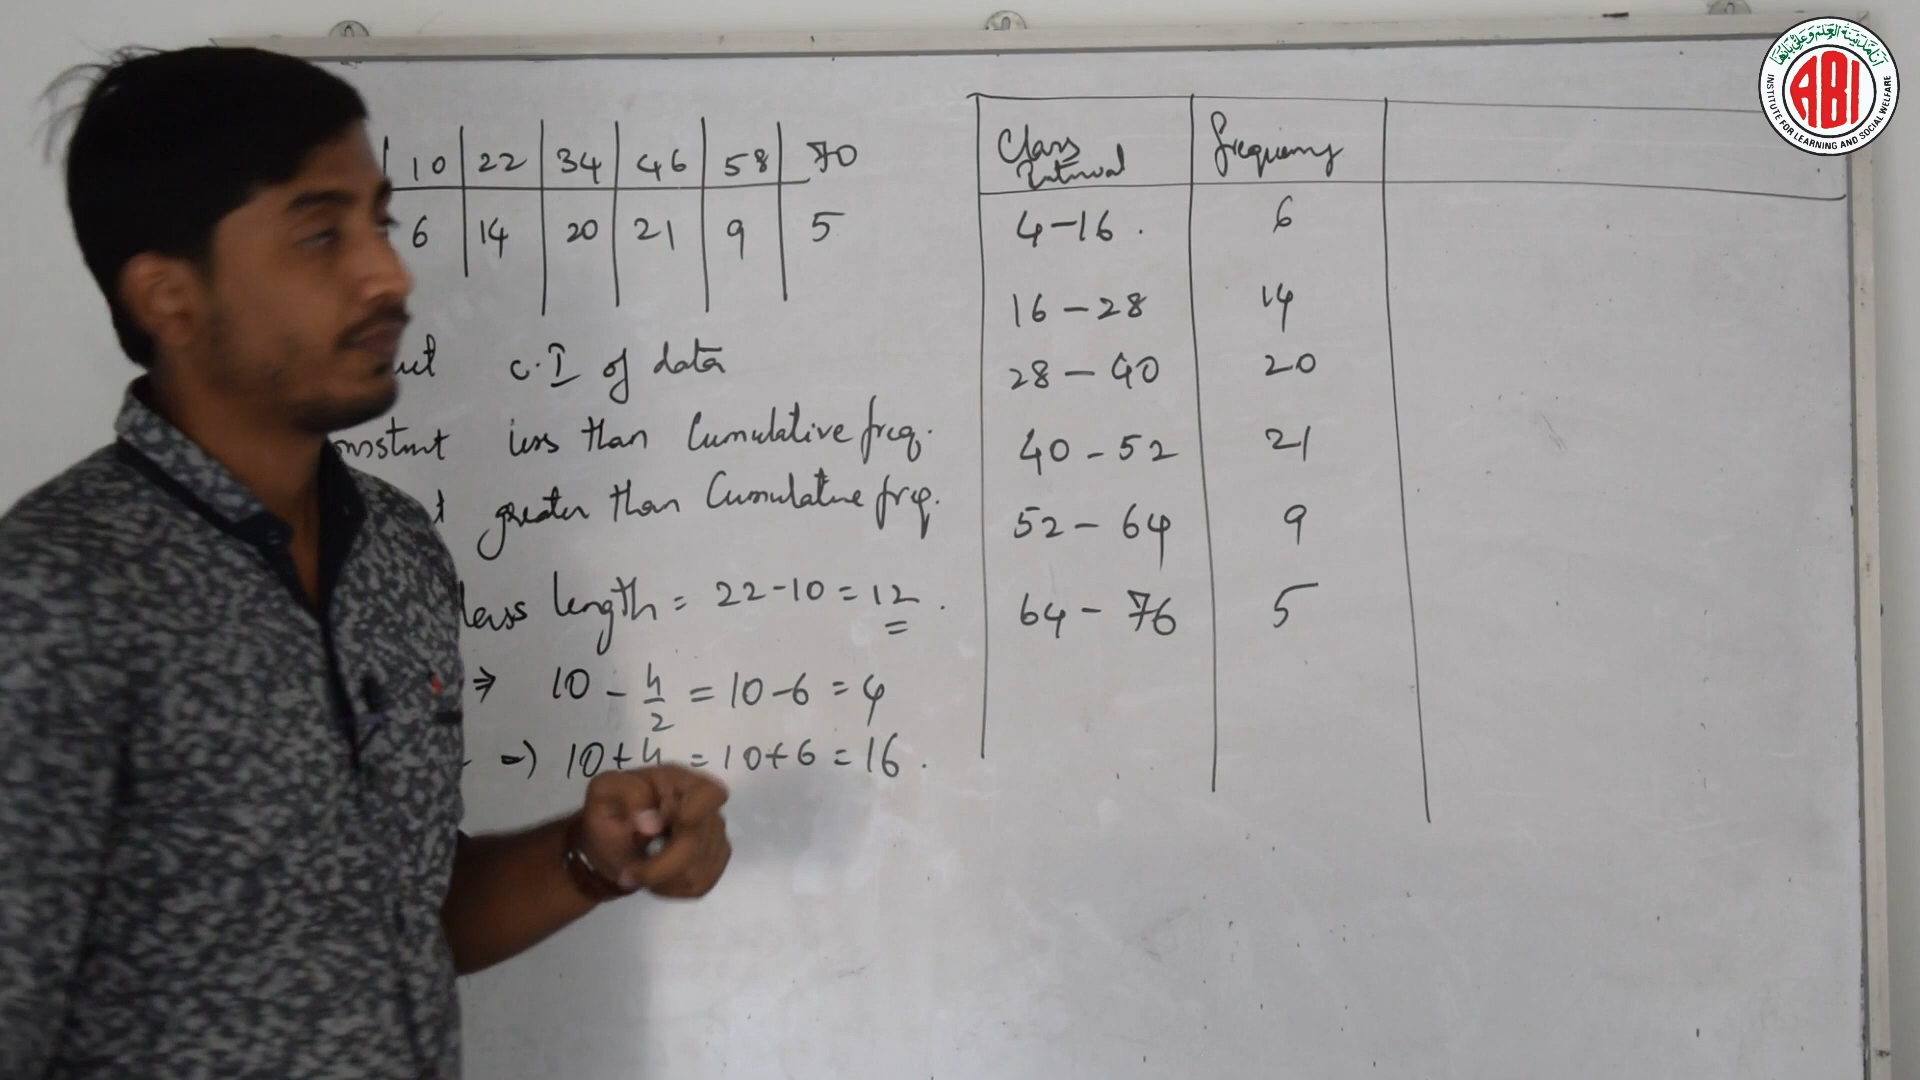 10 22 34 46 58 70
6 14 20 21 9 5
c.I of data
less than Cumulative freq.
greater than Cumulative freq.
length = 22-10 = 12.
⇒ 10 - h/2 = 10-6 = 4
⇒ 10+h = 10+6 = 16.
Class Interval Frequency
4-16. 6
16-28 14
28-40 20
40-52 21
52-64 9
64-76 5
ABI
INSTITUTE FOR LEARNING AND SOCIAL WELFARE